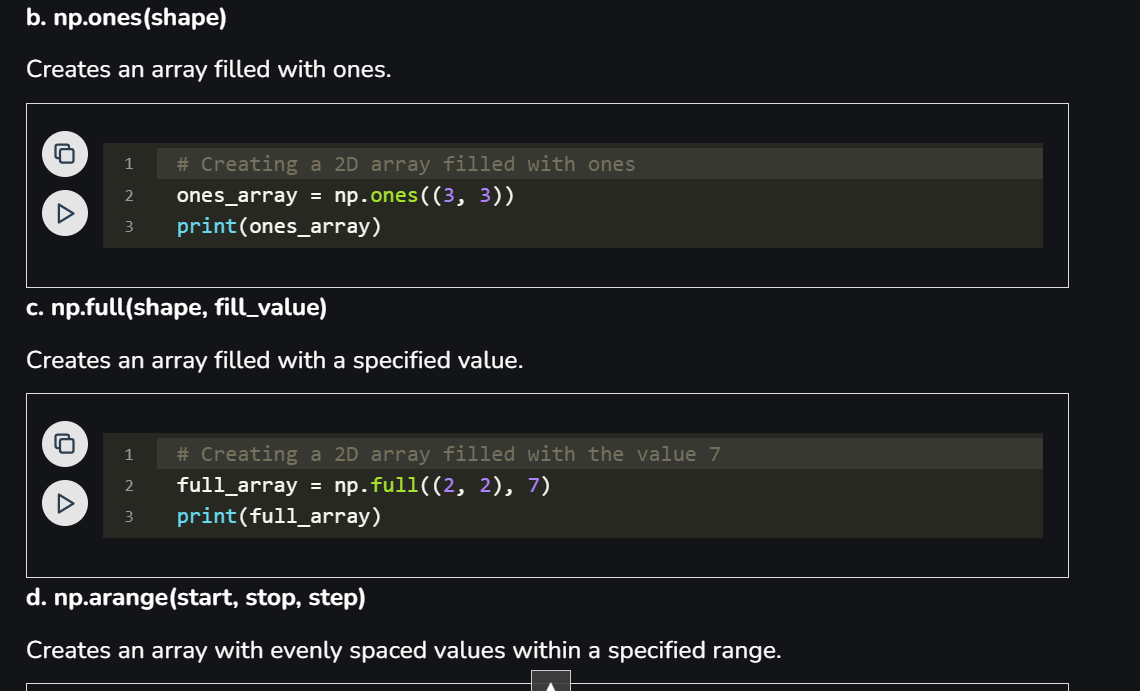 b. np.ones(shape)
Creates an array filled with ones.
1 # Creating a 2D array filled with ones
2 ones_array = np.ones((3, 3))
3 print(ones_array)
c. np.full(shape, fill_value)
Creates an array filled with a specified value.
1 # Creating a 2D array filled with the value 7
2 full_array = np.full((2, 2), 7)
3 print(full_array)
d. np.arange(start, stop, step)
Creates an array with evenly spaced values within a specified range.